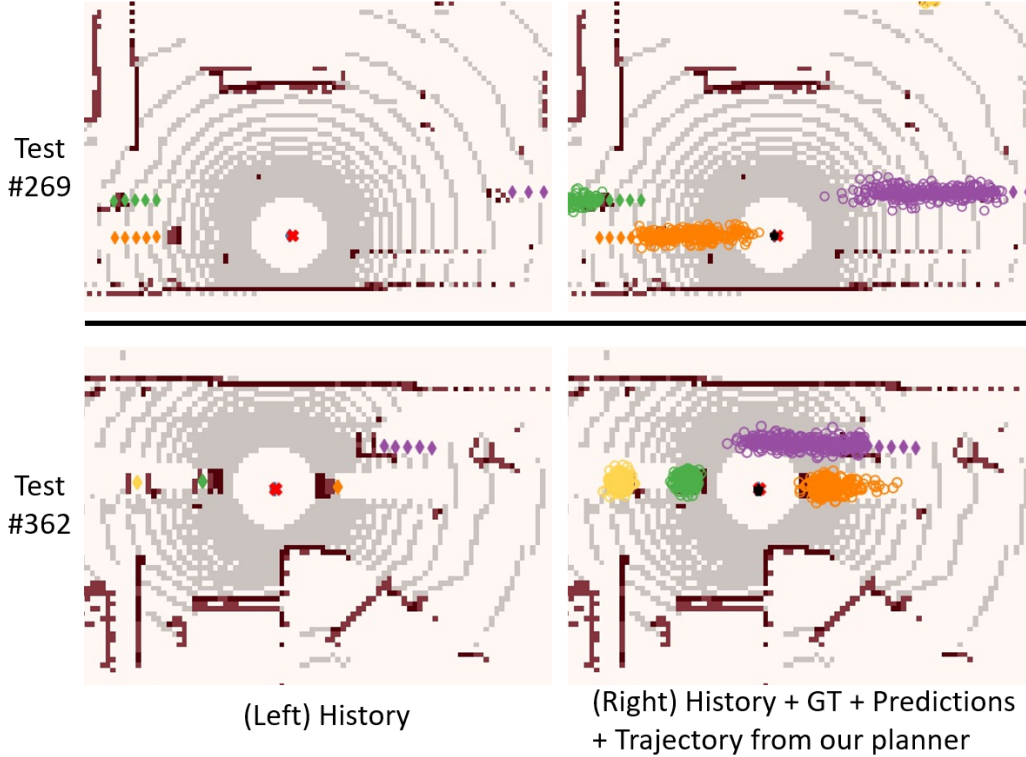 Test
#269
Test
#362
(Left) History
(Right) History + GT + Predictions
+ Trajectory from our planner